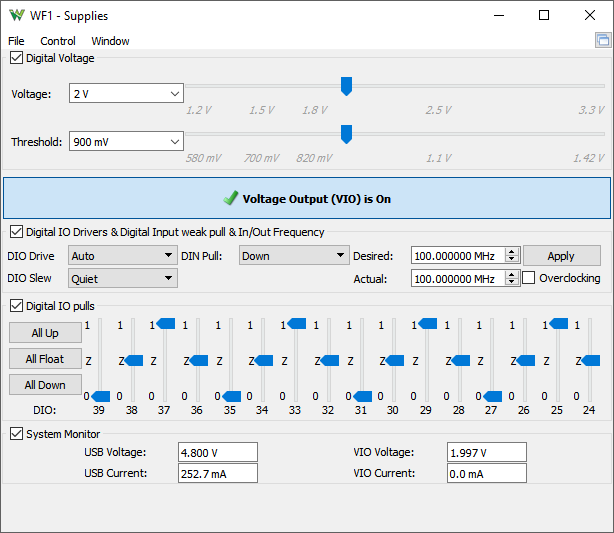 WF1 - Supplies
File Control Window
Digital Voltage
Voltage: 2 V
1.2 V 1.5 V 1.8 V 2.5 V 3.3 V
Threshold: 900 mV
580 mV 700 mV 820 mV 1.1 V 1.42 V
Voltage Output (VIO) is On
Digital IO Drivers & Digital Input weak pull & In/Out Frequency
DIO Drive Auto DIN Pull: Down Desired: 100.000000 MHz Apply
DIO Slew Quiet Actual: 100.000000 MHz Overclocking
Digital IO pulls
All Up 1 1 1 1 1 1 1 1 1 1 1 1 1 1 1 1
All Float Z Z Z Z Z Z Z Z Z Z Z Z Z Z Z Z
All Down 0 0 0 0 0 0 0 0 0 0 0 0 0 0 0 0
DIO: 39 38 37 36 35 34 33 32 31 30 29 28 27 26 25 24
System Monitor
USB Voltage: 4.800 V VIO Voltage: 1.997 V
USB Current: 252.7 mA VIO Current: 0.0 mA